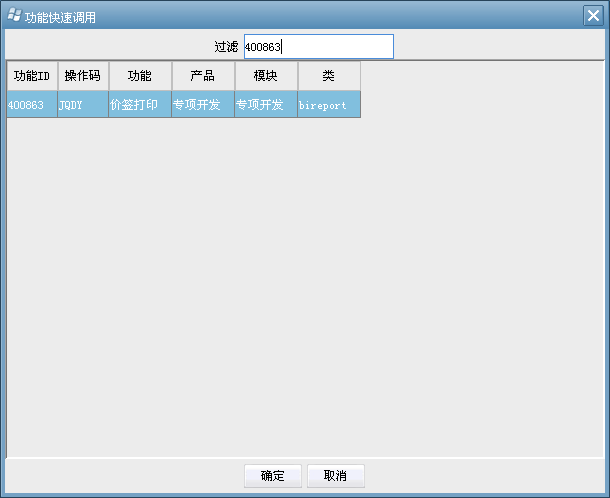 功能快速调用
过滤 400863
功能ID 操作码 功能 产品 模块 类
400863 JQDY 价签打印 专项开发 专项开发 bireport
确定 取消